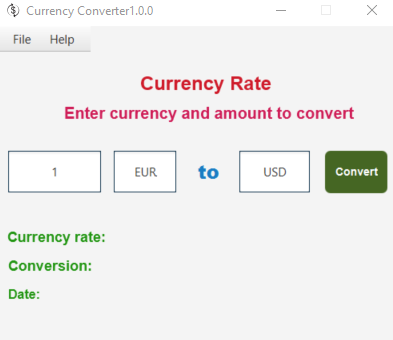 Currency Converter1.0.0
File Help
Currency Rate
Enter currency and amount to convert
1 EUR to USD Convert
Currency rate:
Conversion:
Date: